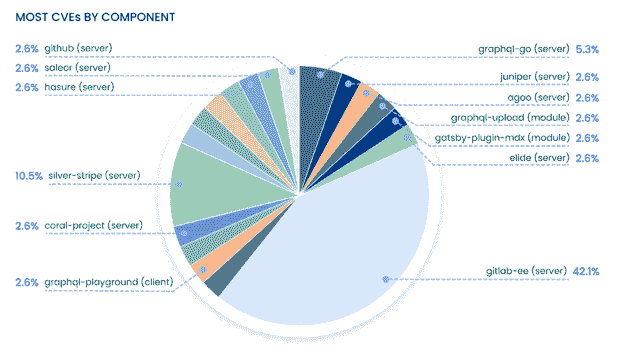 MOST CVEs BY COMPONENT
2.6% github (server)
2.6% saleor (server)
2.6% hasure (server)
10.5% silver-stripe (server)
2.6% coral-project (server)
2.6% graphql-playground (client)
graphql-go (server) 5.3%
juniper (server) 2.6%
agoo (server) 2.6%
graphql-upload (module) 2.6%
gatsby-plugin-mdx (module) 2.6%
elide (server) 2.6%
gitlab-ee (server) 42.1%